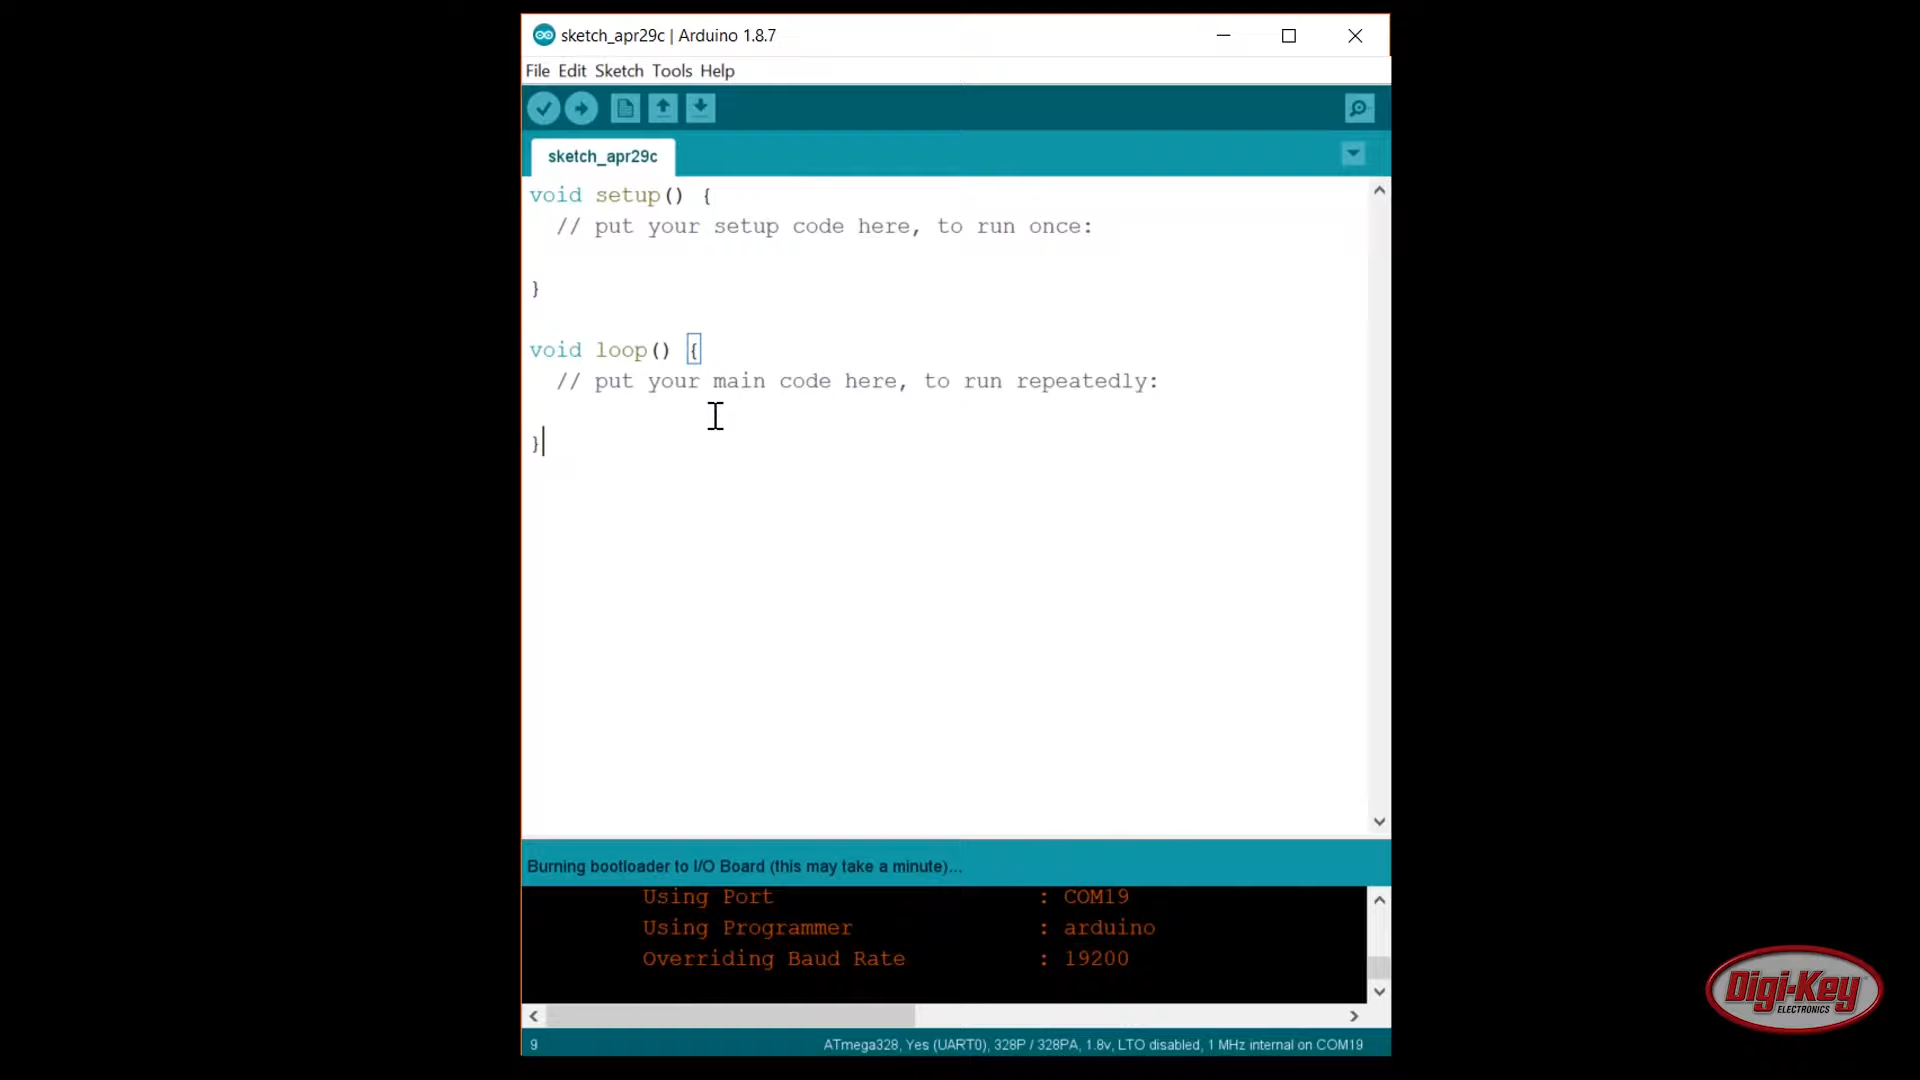 sketch_apr29c | Arduino 1.8.7
File Edit Sketch Tools Help
sketch_apr29c
void setup() {
  // put your setup code here, to run once:
}
void loop() {
  // put your main code here, to run repeatedly:
}
Burning bootloader to I/O Board (this may take a minute)...
Using Port : COM19
Using Programmer : arduino
Overriding Baud Rate : 19200
9 ATmega328, Yes (UART0), 328P / 328PA, 1.8v, LTO disabled, 1 MHz internal on COM19
Digi-Key
ELECTRONICS